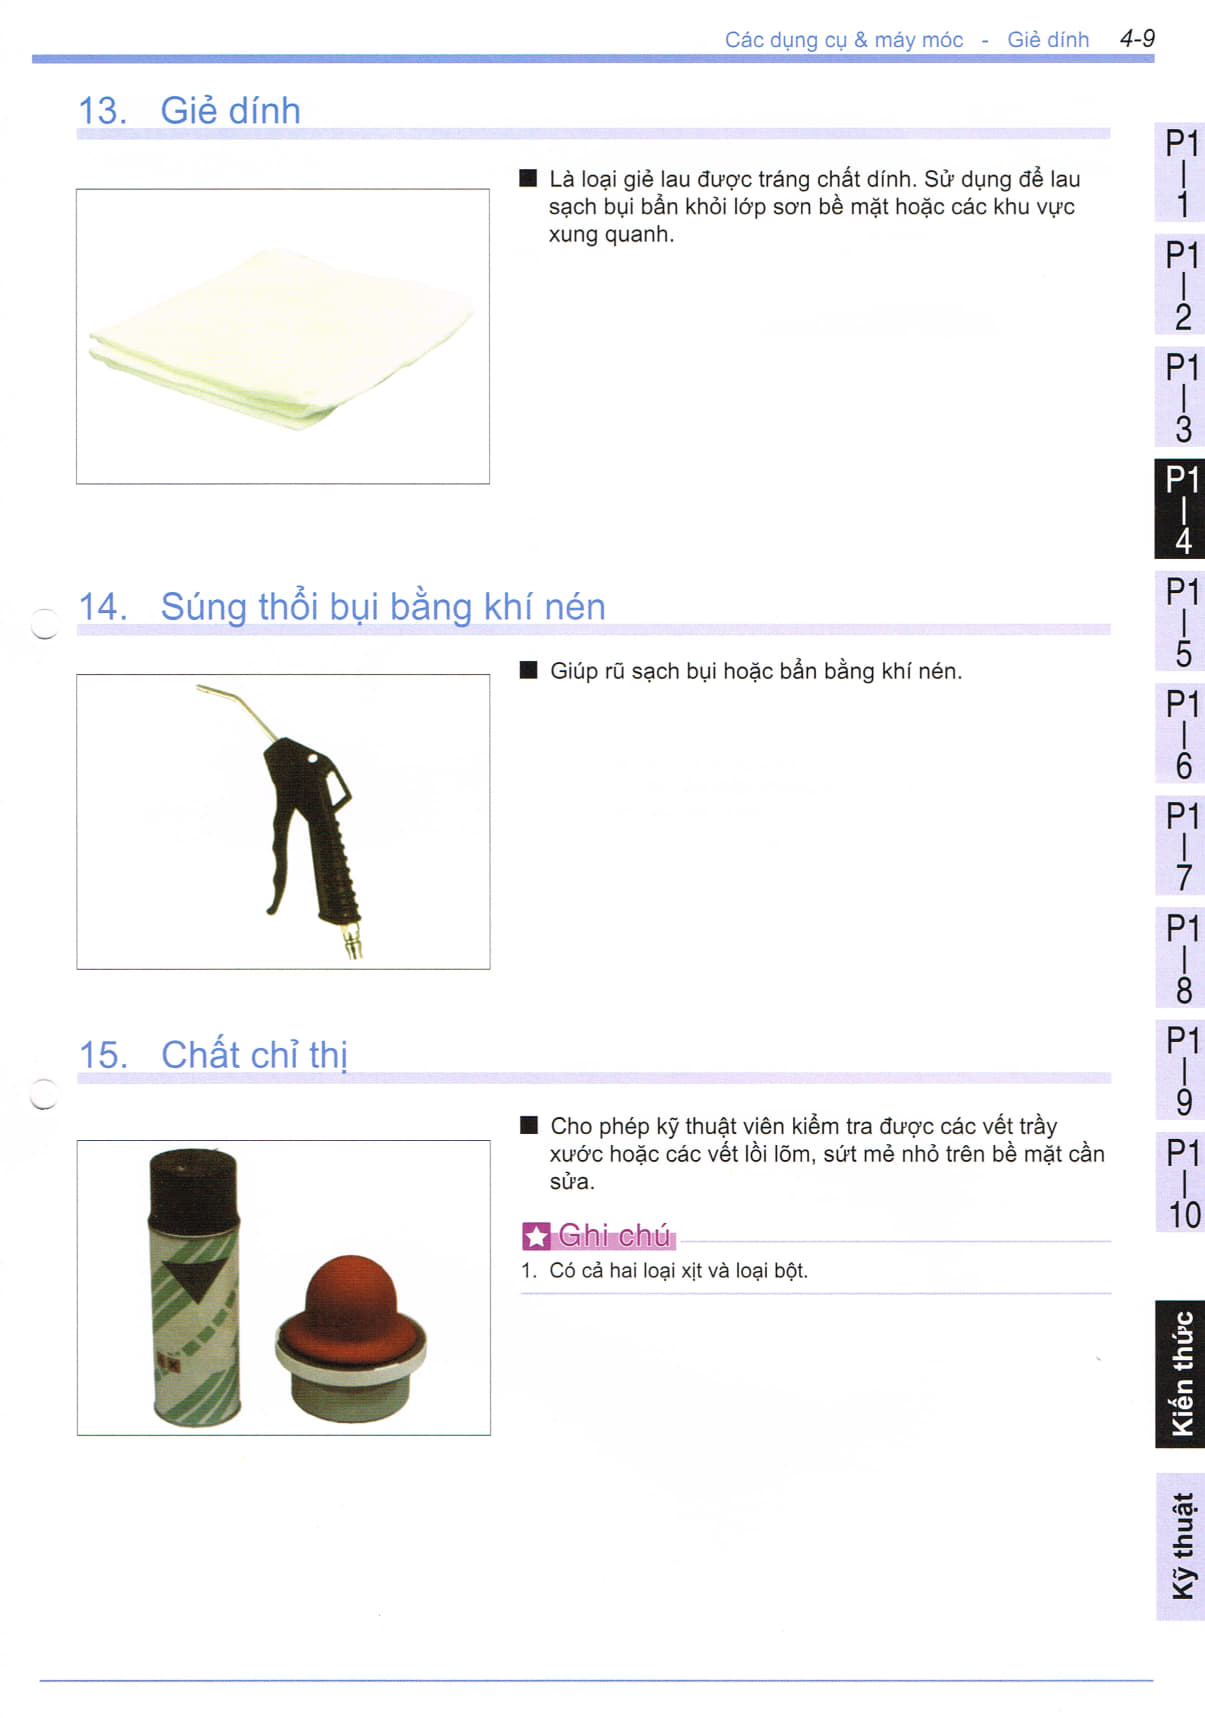 Các dụng cụ & máy móc - Giẻ dính 4-9
13. Giẻ dính
■ Là loại giẻ lau được tráng chất dính. Sử dụng để lau
sạch bụi bẩn khỏi lớp sơn bề mặt hoặc các khu vực
xung quanh.
14. Súng thổi bụi bằng khí nén
■ Giúp rũ sạch bụi hoặc bẩn bằng khí nén.
15. Chất chỉ thị
■ Cho phép kỹ thuật viên kiểm tra được các vết trầy
xước hoặc các vết lồi lõm, sứt mẻ nhỏ trên bề mặt cần
sửa.
Ghi chú
1. Có cả hai loại xịt và loại bột.
P1
1
P1
2
P1
3
P1
4
P1
5
P1
6
P1
7
P1
8
P1
9
P1
10
Kiến thức
Kỹ thuật